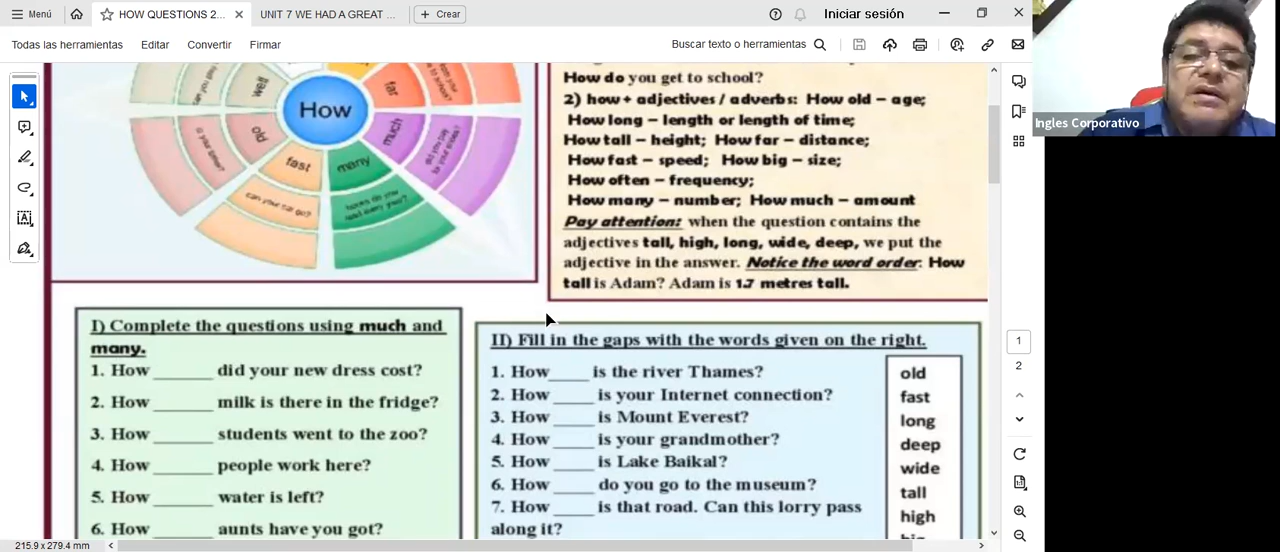 Menú
HOW QUESTIONS 2...
UNIT 7 WE HAD A GREAT ...
Crear
Iniciar sesión
Todas las herramientas
Editar
Convertir
Firmar
Buscar texto o herramientas
Ingles Corporativo
How
well
old
fast
many
much
far
can your car go?
How do you get to school?
2) how + adjectives / adverbs: How old – age;
How long – length or length of time;
How tall – height; How far – distance;
How fast – speed; How big – size;
How often – frequency;
How many – number; How much – amount
Pay attention: when the question contains the
adjectives tall, high, long, wide, deep, we put the
adjective in the answer. Notice the word order: How
tall is Adam? Adam is 1.7 metres tall.
I) Complete the questions using much and
many.
1. How ______ did your new dress cost?
2. How ______ milk is there in the fridge?
3. How ______ students went to the zoo?
4. How ______ people work here?
5. How ______ water is left?
6. How ______ aunts have you got?
II) Fill in the gaps with the words given on the right.
1. How____ is the river Thames?
2. How ____ is your Internet connection?
3. How ____ is Mount Everest?
4. How ____ is your grandmother?
5. How ____ is Lake Baikal?
6. How ____ do you go to the museum?
7. How ____ is that road. Can this lorry pass
along it?
old
fast
long
deep
wide
tall
high
1
2
215.9 x 279.4 mm